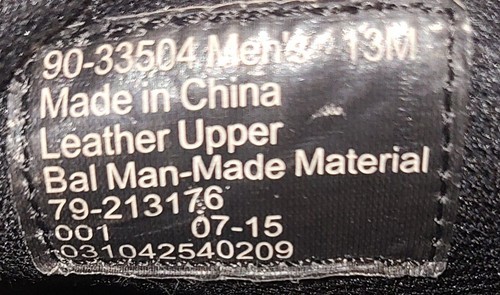 90-33504 Men's 13M
Made in China
Leather Upper
Bal Man-Made Material
79-213176
001 07-15
031042540209